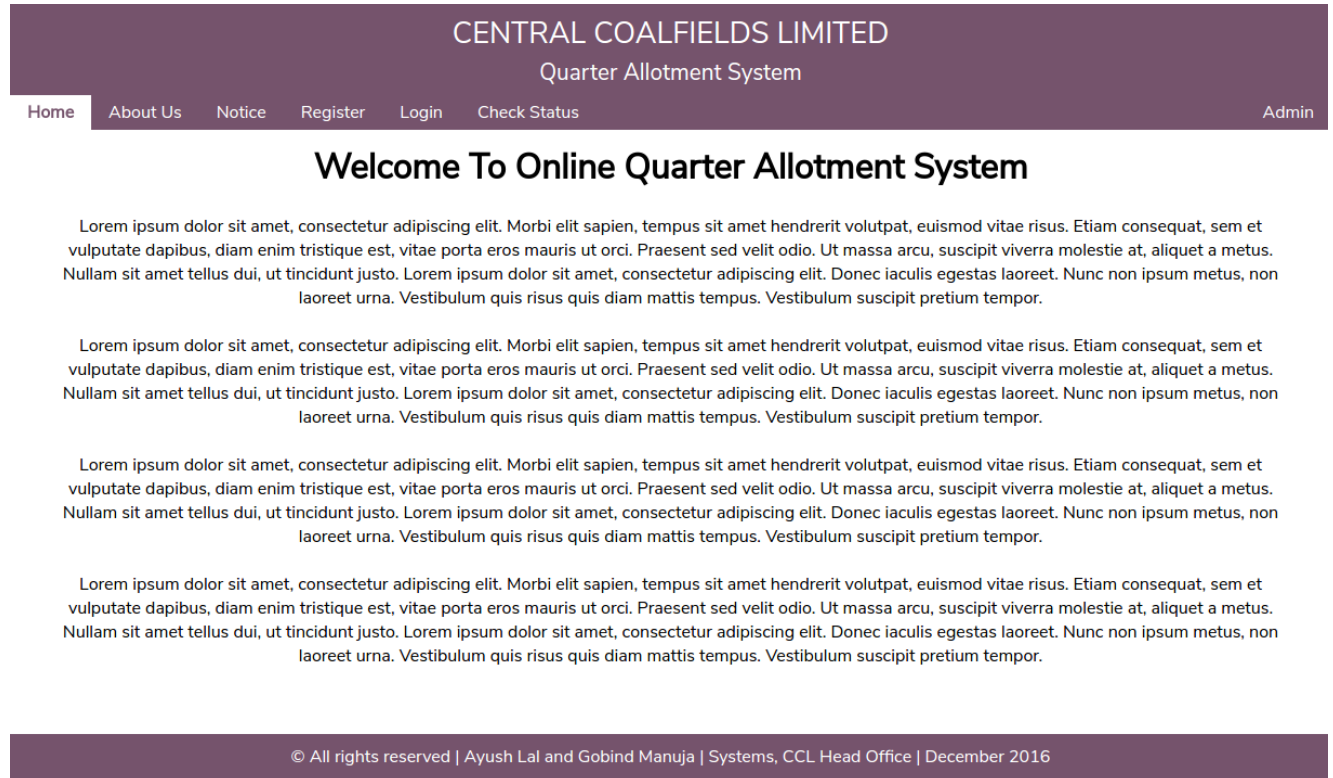 CENTRAL COALFIELDS LIMITED
Quarter Allotment System
Home About Us Notice Register Login Check Status Admin
Welcome To Online Quarter Allotment System
Lorem ipsum dolor sit amet, consectetur adipiscing elit. Morbi elit sapien, tempus sit amet hendrerit volutpat, euismod vitae risus. Etiam consequat, sem et
vulputate dapibus, diam enim tristique est, vitae porta eros mauris ut orci. Praesent sed velit odio. Ut massa arcu, suscipit viverra molestie at, aliquet a metus.
Nullam sit amet tellus dui, ut tincidunt justo. Lorem ipsum dolor sit amet, consectetur adipiscing elit. Donec iaculis egestas laoreet. Nunc non ipsum metus, non
laoreet urna. Vestibulum quis risus quis diam mattis tempus. Vestibulum suscipit pretium tempor.
Lorem ipsum dolor sit amet, consectetur adipiscing elit. Morbi elit sapien, tempus sit amet hendrerit volutpat, euismod vitae risus. Etiam consequat, sem et
vulputate dapibus, diam enim tristique est, vitae porta eros mauris ut orci. Praesent sed velit odio. Ut massa arcu, suscipit viverra molestie at, aliquet a metus.
Nullam sit amet tellus dui, ut tincidunt justo. Lorem ipsum dolor sit amet, consectetur adipiscing elit. Donec iaculis egestas laoreet. Nunc non ipsum metus, non
laoreet urna. Vestibulum quis risus quis diam mattis tempus. Vestibulum suscipit pretium tempor.
Lorem ipsum dolor sit amet, consectetur adipiscing elit. Morbi elit sapien, tempus sit amet hendrerit volutpat, euismod vitae risus. Etiam consequat, sem et
vulputate dapibus, diam enim tristique est, vitae porta eros mauris ut orci. Praesent sed velit odio. Ut massa arcu, suscipit viverra molestie at, aliquet a metus.
Nullam sit amet tellus dui, ut tincidunt justo. Lorem ipsum dolor sit amet, consectetur adipiscing elit. Donec iaculis egestas laoreet. Nunc non ipsum metus, non
laoreet urna. Vestibulum quis risus quis diam mattis tempus. Vestibulum suscipit pretium tempor.
Lorem ipsum dolor sit amet, consectetur adipiscing elit. Morbi elit sapien, tempus sit amet hendrerit volutpat, euismod vitae risus. Etiam consequat, sem et
vulputate dapibus, diam enim tristique est, vitae porta eros mauris ut orci. Praesent sed velit odio. Ut massa arcu, suscipit viverra molestie at, aliquet a metus.
Nullam sit amet tellus dui, ut tincidunt justo. Lorem ipsum dolor sit amet, consectetur adipiscing elit. Donec iaculis egestas laoreet. Nunc non ipsum metus, non
laoreet urna. Vestibulum quis risus quis diam mattis tempus. Vestibulum suscipit pretium tempor.
© All rights reserved | Ayush Lal and Gobind Manuja | Systems, CCL Head Office | December 2016